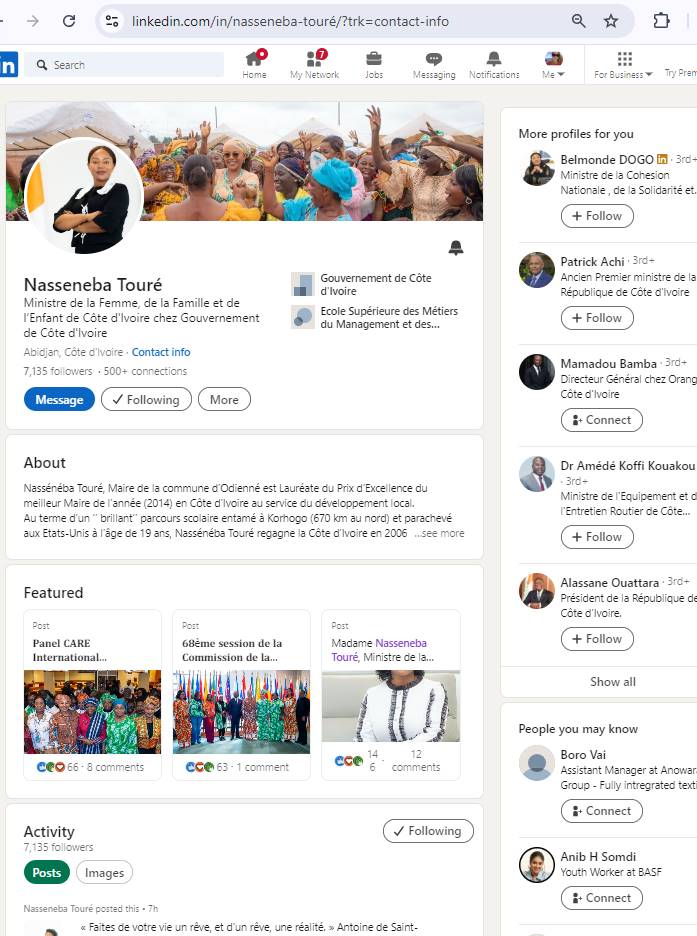 linkedin.com/in/nasseneba-touré/?trk=contact-info
in
Search
Home
7
My Network
Jobs
Messaging
Notifications
Me
For Business
Try Prem
Nasseneba Touré
Ministre de la Femme, de la Famille et de
l'Enfant de Côte d'Ivoire chez Gouvernement
de Côte d'Ivoire
Abidjan, Côte d'Ivoire · Contact info
7,135 followers · 500+ connections
Message
Following
More
Gouvernement de Côte
d'Ivoire
Ecole Supérieure des Métiers
du Management et des...
About
Nassénéba Touré, Maire de la commune d'Odienné est Lauréate du Prix d'Excellence du
meilleur Maire de l'année (2014) en Côte d'Ivoire au service du développement local.
Au terme d'un '' brillant'' parcours scolaire entamé à Korhogo (670 km au nord) et parachevé
aux Etats-Unis à l'âge de 19 ans, Nassénéba Touré regagne la Côte d'Ivoire en 2006 ...see more
Featured
Post
Panel CARE
International...
66 · 8 comments
Post
68ème session de la
Commission de la...
63 · 1 comment
Post
Madame Nasseneba
Touré, Ministre de la...
14
6 ·
12
comments
Activity
7,135 followers
Following
Posts
Images
Nasseneba Touré posted this • 7h
« Faites de votre vie un rêve, et d'un rêve, une réalité. » Antoine de Saint-
More profiles for you
Belmonde DOGO in · 3rd+
Ministre de la Cohesion
Nationale , de la Solidarité et.
+ Follow
Patrick Achi · 3rd+
Ancien Premier ministre de la
République de Côte d'Ivoire
+ Follow
Mamadou Bamba · 3rd+
Directeur Général chez Orang
Côte d'Ivoire
Connect
Dr Amédé Koffi Kouakou
· 3rd+
Ministre de l'Equipement et d
l'Entretien Routier de Côte...
+ Follow
Alassane Ouattara · 3rd+
Président de la République de
Côte d'Ivoire.
+ Follow
Show all
People you may know
Boro Vai
Assistant Manager at Anowar
Group - Fully intregrated texti
Connect
Anib H Somdi
Youth Worker at BASF
Connect